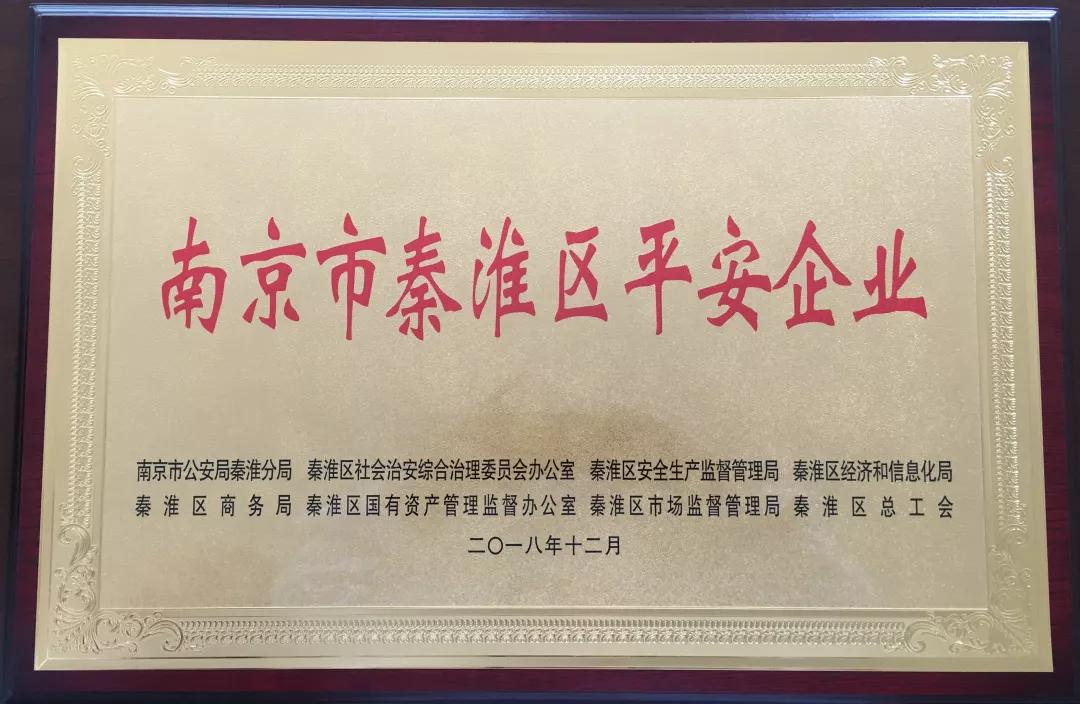 南京市秦淮区平安企业
南京市公安局秦淮分局 秦淮区社会治安综合治理委员会办公室 秦淮区安全生产监督管理局 秦淮区经济和信息化局
秦淮区商务局 秦淮区国有资产管理监督办公室 秦淮区市场监督管理局 秦淮区总工会
二〇一八年十二月